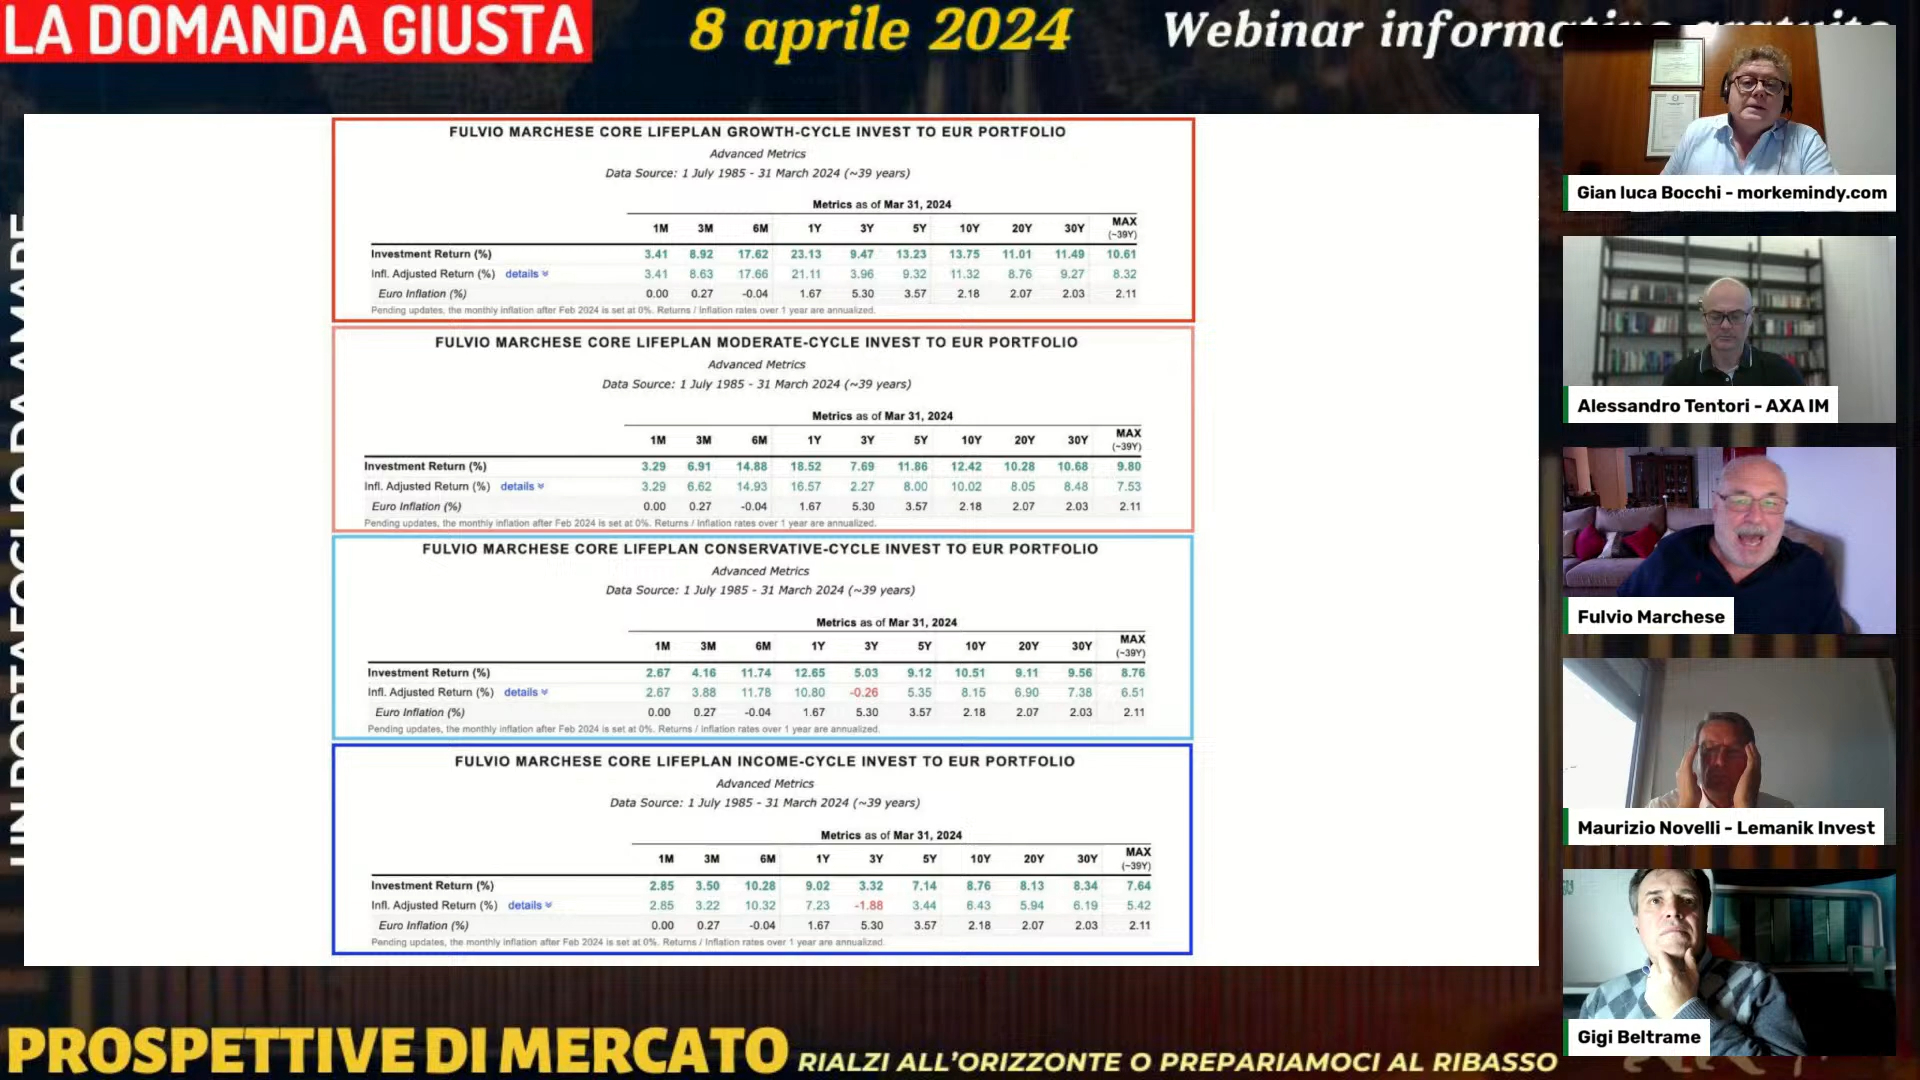 LA DOMANDA GIUSTA
8 aprile 2024
Webinar informativo gratuito
UN PORTAFOGLIO DA AMARE
FULVIO MARCHESE CORE LIFEPLAN GROWTH-CYCLE INVEST TO EUR PORTFOLIO
Advanced Metrics
Data Source: 1 July 1985 - 31 March 2024 (~39 years)
Metrics as of Mar 31, 2024
1M 3M 6M 1Y 3Y 5Y 10Y 20Y 30Y MAX (~39Y)
Investment Return (%) 3.41 8.92 17.62 23.13 9.47 13.23 13.75 11.01 11.49 10.61
Infl. Adjusted Return (%) details 3.41 8.63 17.66 21.11 3.96 9.32 11.32 8.76 9.27 8.32
Euro Inflation (%) 0.00 0.27 -0.04 1.67 5.30 3.57 2.18 2.07 2.03 2.11
Pending updates, the monthly inflation after Feb 2024 is set at 0%. Returns / Inflation rates over 1 year are annualized.
FULVIO MARCHESE CORE LIFEPLAN MODERATE-CYCLE INVEST TO EUR PORTFOLIO
Advanced Metrics
Data Source: 1 July 1985 - 31 March 2024 (~39 years)
Metrics as of Mar 31, 2024
1M 3M 6M 1Y 3Y 5Y 10Y 20Y 30Y MAX (~39Y)
Investment Return (%) 3.29 6.91 14.88 18.52 7.69 11.86 12.42 10.28 10.68 9.80
Infl. Adjusted Return (%) details 3.29 6.62 14.93 16.57 2.27 8.00 10.02 8.05 8.48 7.53
Euro Inflation (%) 0.00 0.27 -0.04 1.67 5.30 3.57 2.18 2.07 2.03 2.11
Pending updates, the monthly inflation after Feb 2024 is set at 0%. Returns / Inflation rates over 1 year are annualized.
FULVIO MARCHESE CORE LIFEPLAN CONSERVATIVE-CYCLE INVEST TO EUR PORTFOLIO
Advanced Metrics
Data Source: 1 July 1985 - 31 March 2024 (~39 years)
Metrics as of Mar 31, 2024
1M 3M 6M 1Y 3Y 5Y 10Y 20Y 30Y MAX (~39Y)
Investment Return (%) 2.67 4.16 11.74 12.65 5.03 9.12 10.51 9.11 9.56 8.76
Infl. Adjusted Return (%) details 2.67 3.88 11.78 10.80 -0.26 5.35 8.15 6.90 7.38 6.51
Euro Inflation (%) 0.00 0.27 -0.04 1.67 5.30 3.57 2.18 2.07 2.03 2.11
Pending updates, the monthly inflation after Feb 2024 is set at 0%. Returns / Inflation rates over 1 year are annualized.
FULVIO MARCHESE CORE LIFEPLAN INCOME-CYCLE INVEST TO EUR PORTFOLIO
Advanced Metrics
Data Source: 1 July 1985 - 31 March 2024 (~39 years)
Metrics as of Mar 31, 2024
1M 3M 6M 1Y 3Y 5Y 10Y 20Y 30Y MAX (~39Y)
Investment Return (%) 2.85 3.50 10.28 9.02 3.32 7.14 8.76 8.13 8.34 7.64
Infl. Adjusted Return (%) details 2.85 3.22 10.32 7.23 -1.88 3.44 6.43 5.94 6.19 5.42
Euro Inflation (%) 0.00 0.27 -0.04 1.67 5.30 3.57 2.18 2.07 2.03 2.11
Pending updates, the monthly inflation after Feb 2024 is set at 0%. Returns / Inflation rates over 1 year are annualized.
Gian luca Bocchi - morkemindy.com
Alessandro Tentori - AXA IM
Fulvio Marchese
Maurizio Novelli - Lemanik Invest
Gigi Beltrame
PROSPETTIVE DI MERCATO
RIALZI ALL'ORIZZONTE O PREPARIAMOCI AL RIBASSO